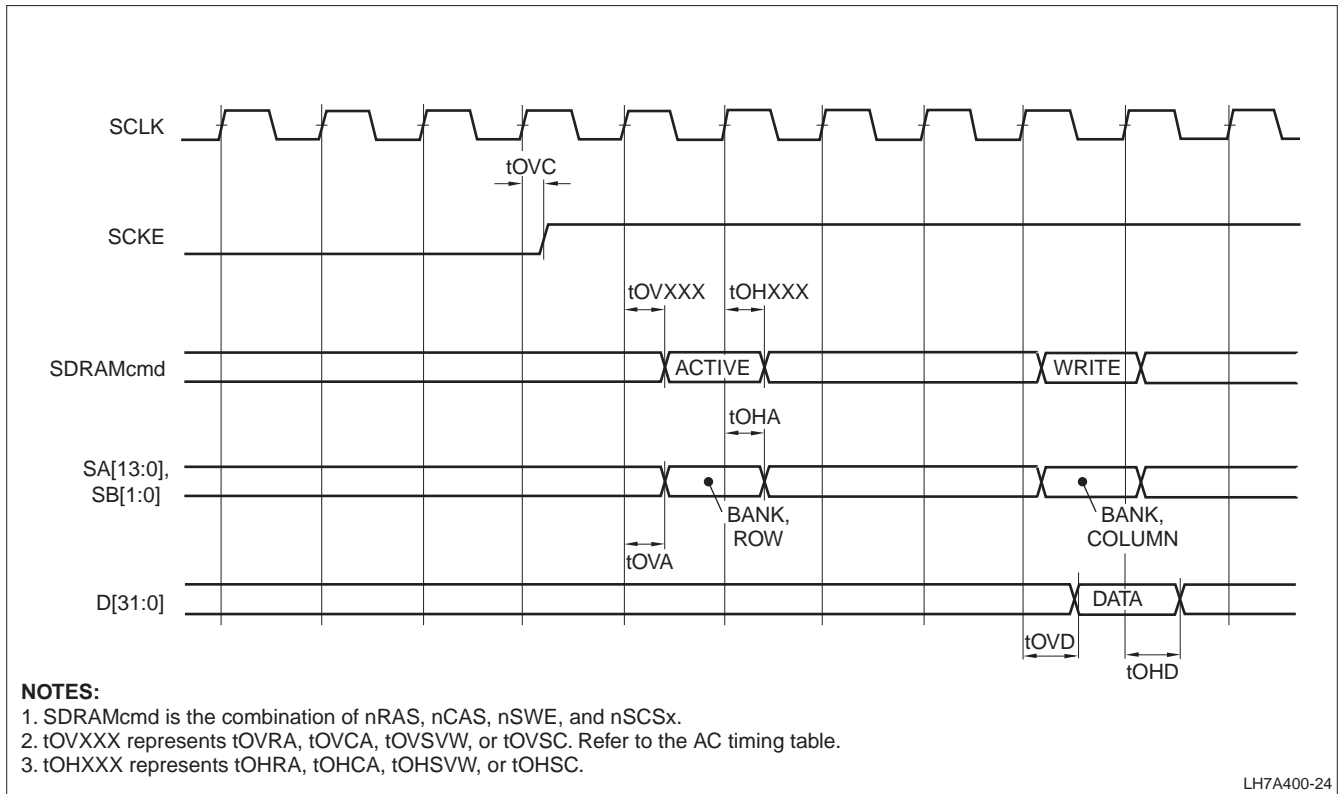 SCLK
tOVC
SCKE
tOVXXX
tOHXXX
SDRAMcmd
ACTIVE
WRITE
tOHA
SA[13:0],
SB[1:0]
BANK,
ROW
BANK,
COLUMN
tOVA
D[31:0]
DATA
tOVD
tOHD
NOTES:
1. SDRAMcmd is the combination of nRAS, nCAS, nSWE, and nSCSx.
2. tOVXXX represents tOVRA, tOVCA, tOVSVW, or tOVSC. Refer to the AC timing table.
3. tOHXXX represents tOHRA, tOHCA, tOHSVW, or tOHSC.
LH7A400-24